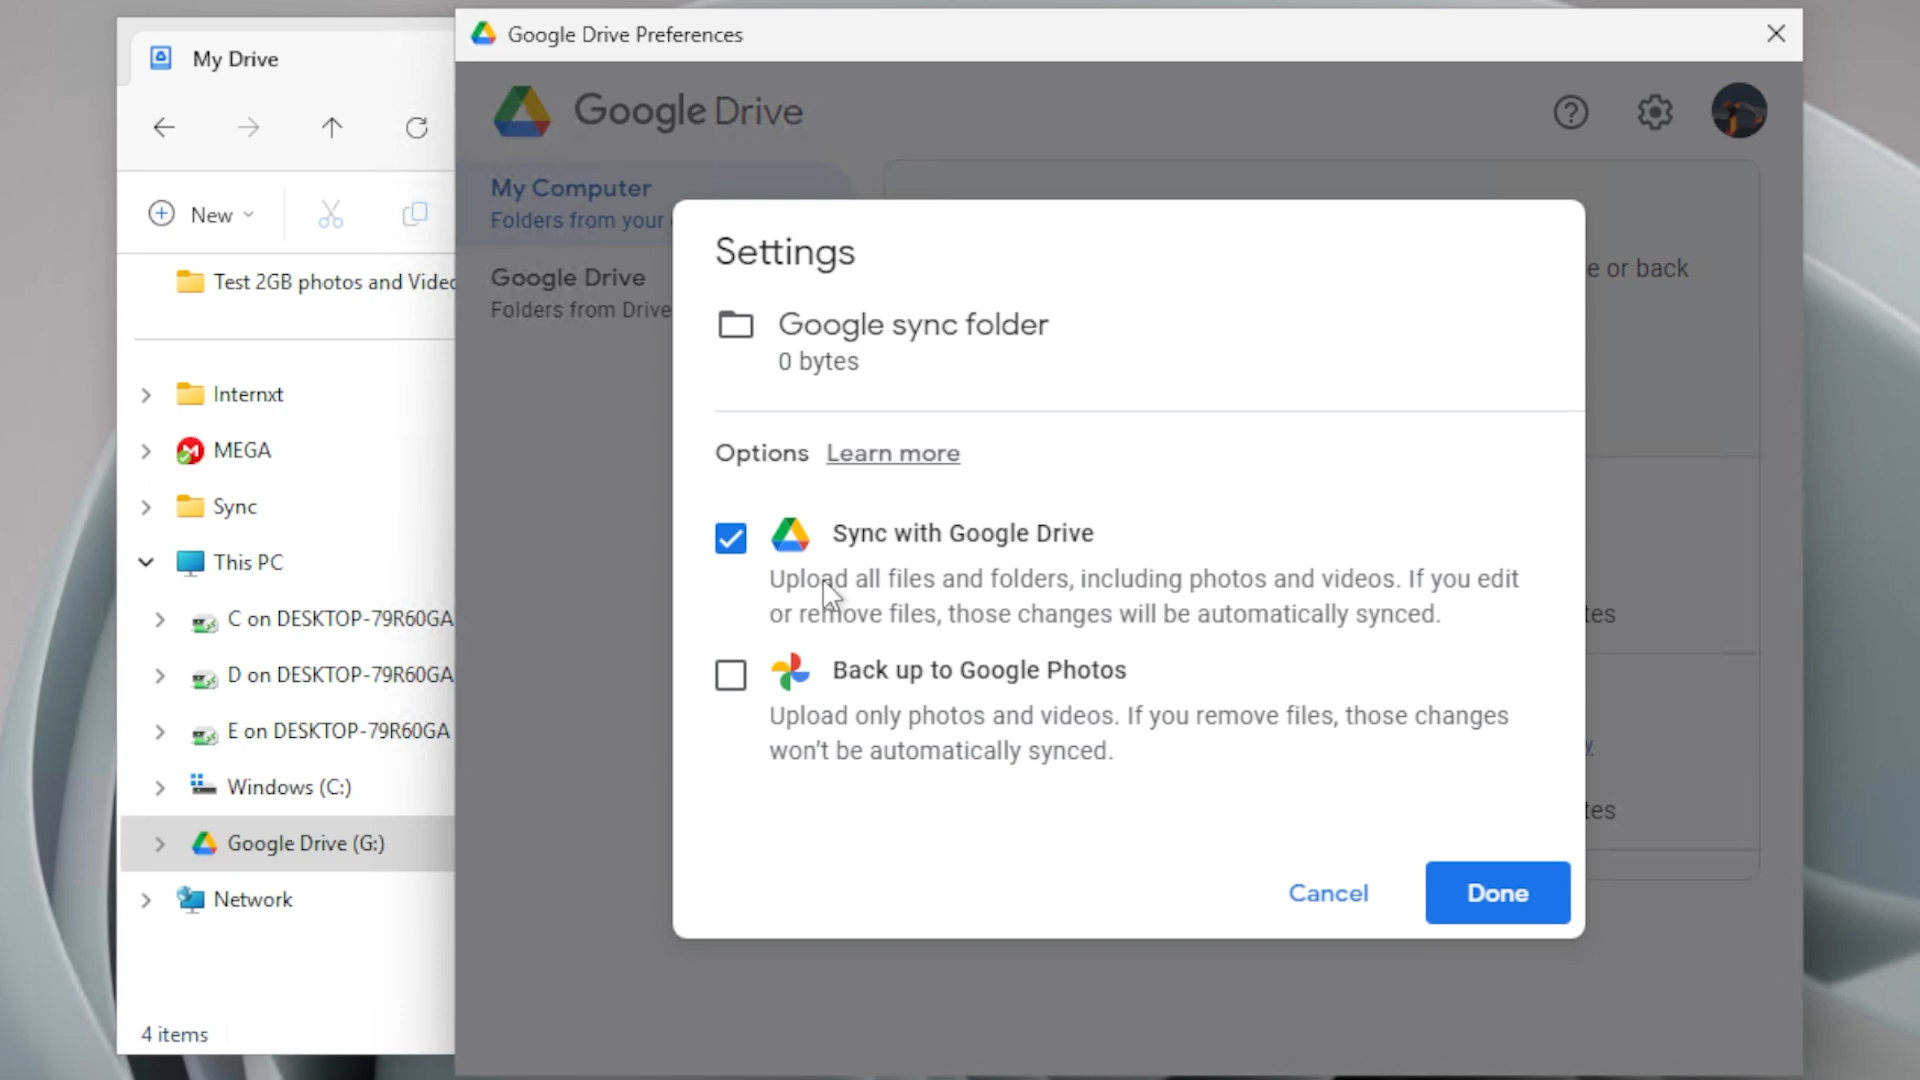 My Drive
New
Test 2GB photos and Videc
Internxt
MEGA
Sync
This PC
C on DESKTOP-79R60GA
D on DESKTOP-79R60GA
E on DESKTOP-79R60GA
Windows (C:)
Google Drive (G:)
Network
4 items
Google Drive Preferences
Google Drive
My Computer
Folders from your
Google Drive
Folders from Drive
e or back
tes
y
tes
Settings
Google sync folder
0 bytes
Options Learn more
Sync with Google Drive
Upload all files and folders, including photos and videos. If you edit
or remove files, those changes will be automatically synced.
Back up to Google Photos
Upload only photos and videos. If you remove files, those changes
won't be automatically synced.
Cancel
Done